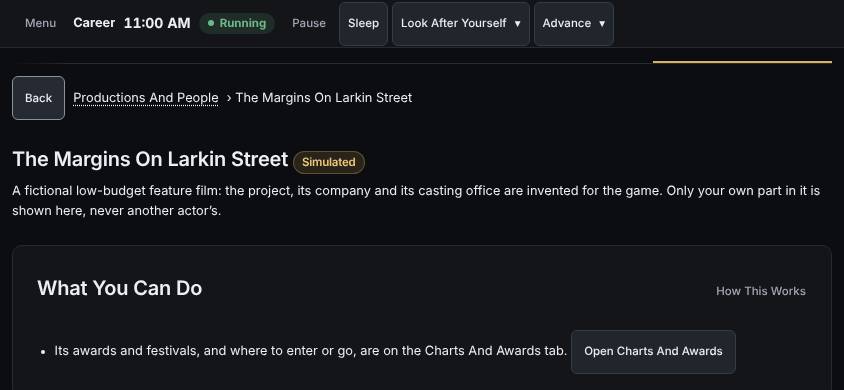 Menu Career 11:00 AM Running Pause Sleep Look After Yourself ▾ Advance ▾
Back Productions And People › The Margins On Larkin Street
The Margins On Larkin Street Simulated
A fictional low-budget feature film: the project, its company and its casting office are invented for the game. Only your own part in it is
shown here, never another actor’s.
What You Can Do How This Works
• Its awards and festivals, and where to enter or go, are on the Charts And Awards tab. Open Charts And Awards